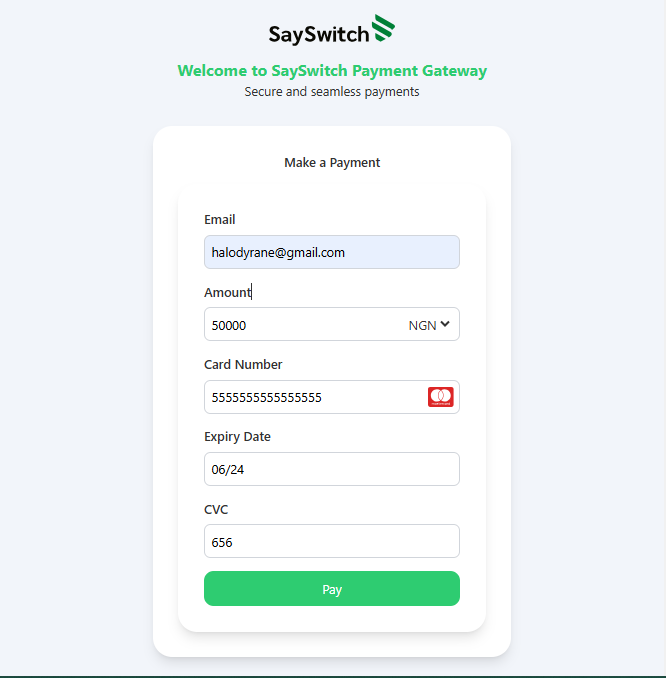 SaySwitch
Welcome to SaySwitch Payment Gateway
Secure and seamless payments
Make a Payment
Email
halodyrane@gmail.com
Amount
50000 NGN
Card Number
5555555555555555
Expiry Date
06/24
CVC
656
Pay